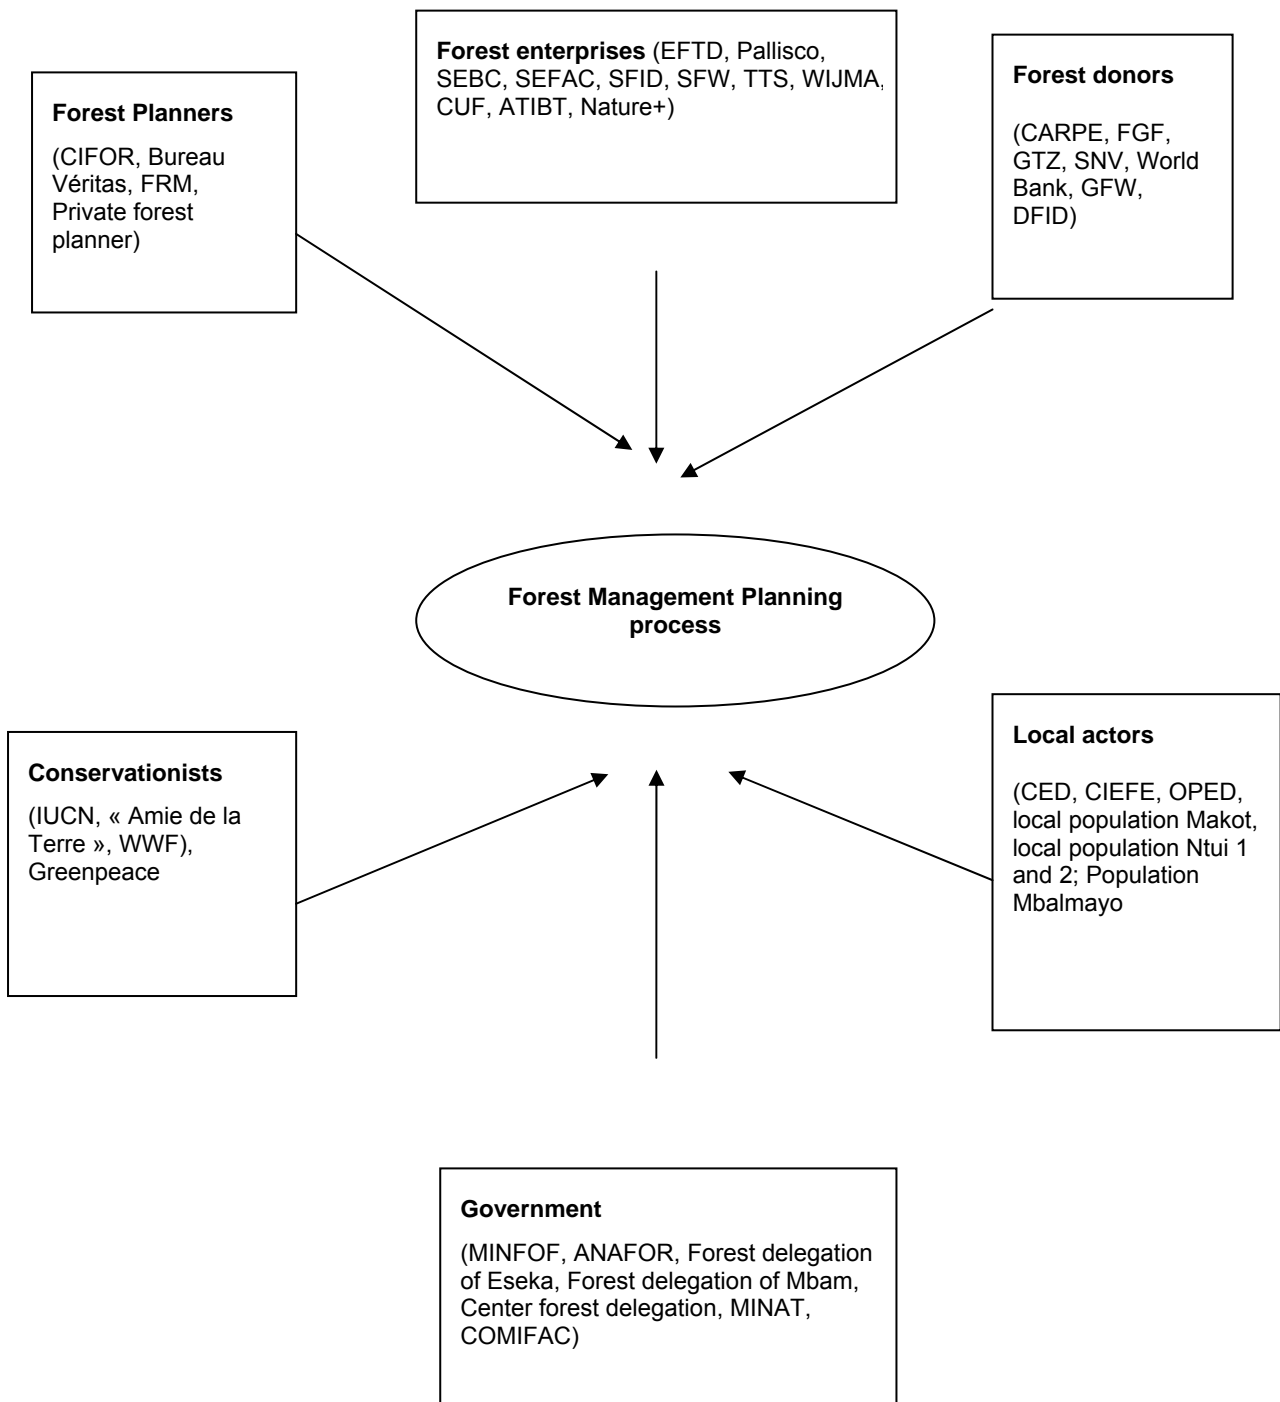 Forest Planners
(CIFOR, Bureau
Véritas, FRM,
Private forest
planner)
Forest enterprises (EFTD, Pallisco,
SEBC, SEFAC, SFID, SFW, TTS, WIJMA,
CUF, ATIBT, Nature+)
Forest donors
(CARPE, FGF,
GTZ, SNV, World
Bank, GFW,
DFID)
Forest Management Planning
process
Conservationists
(IUCN, « Amie de la
Terre », WWF),
Greenpeace
Local actors
(CED, CIEFE, OPED,
local population Makot,
local population Ntui 1
and 2; Population
Mbalmayo
Government
(MINFOF, ANAFOR, Forest delegation
of Eseka, Forest delegation of Mbam,
Center forest delegation, MINAT,
COMIFAC)